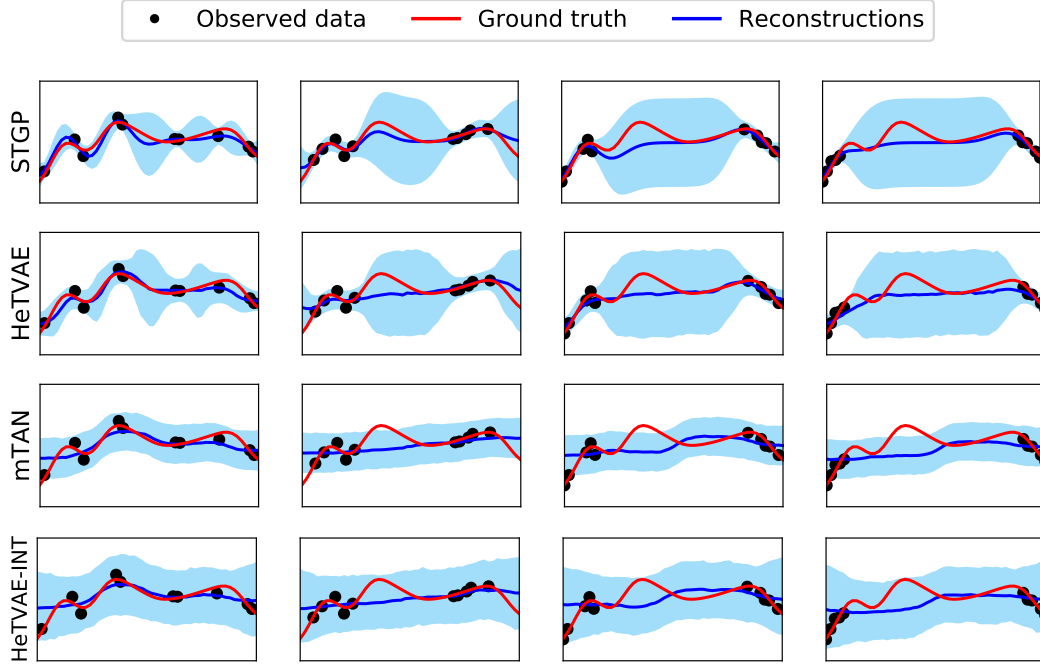 Observed data Ground truth Reconstructions
STGP
HeTVAE
mTAN
HeTVAE-INT